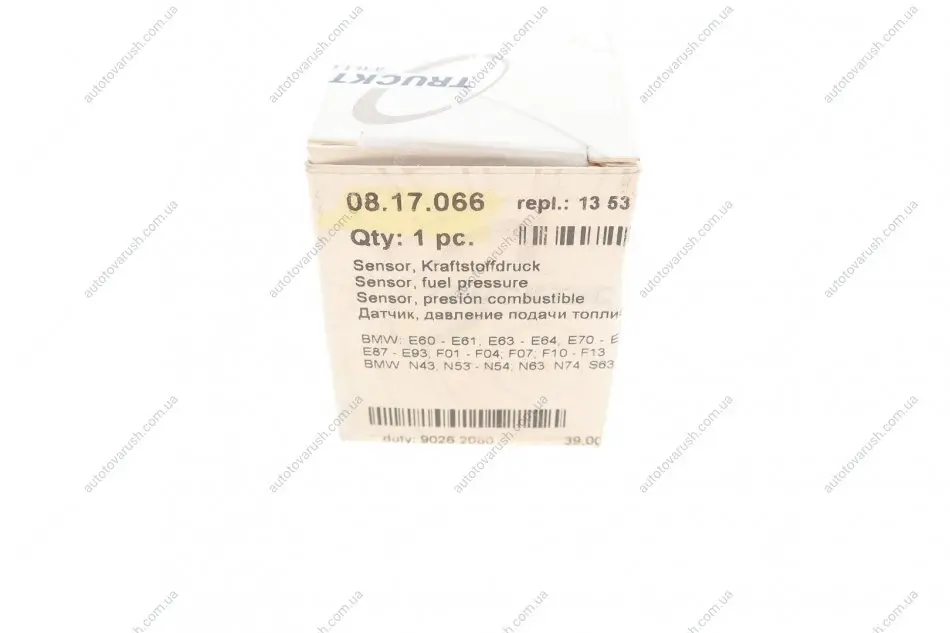 TRUCKT
08.17.066 repl.: 13 53
Qty: 1 pc.
Sensor, Kraftstoffdruck
Sensor, fuel pressure
Sensor, presión combustible
Датчик, давление подачи топли
BMW: E60 - E61, E63 - E64, E70 - E
E87 - E93, F01 - F04, F07, F10 - F13
BMW N43, N53 - N54, N63 N74 S63
duty: 9026 2080 39,00
autotovarush.com.ua